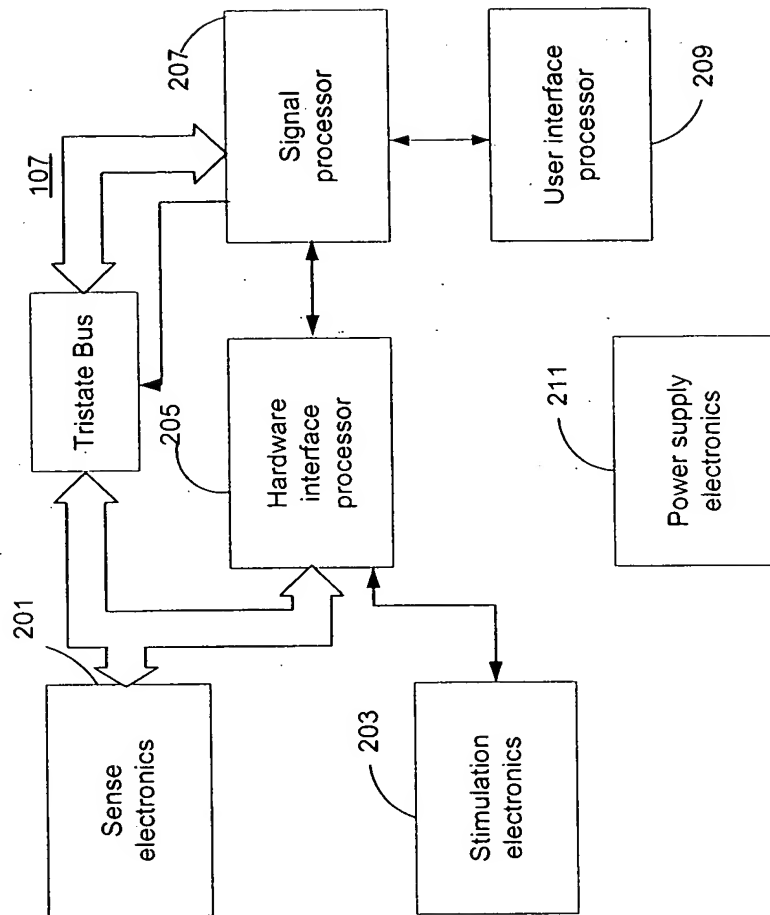 107
201
Sense
electronics
Tristate Bus
207
Signal
processor
205
Hardware
interface
processor
203
Stimulation
electronics
User interface
processor
209
211
Power supply
electronics